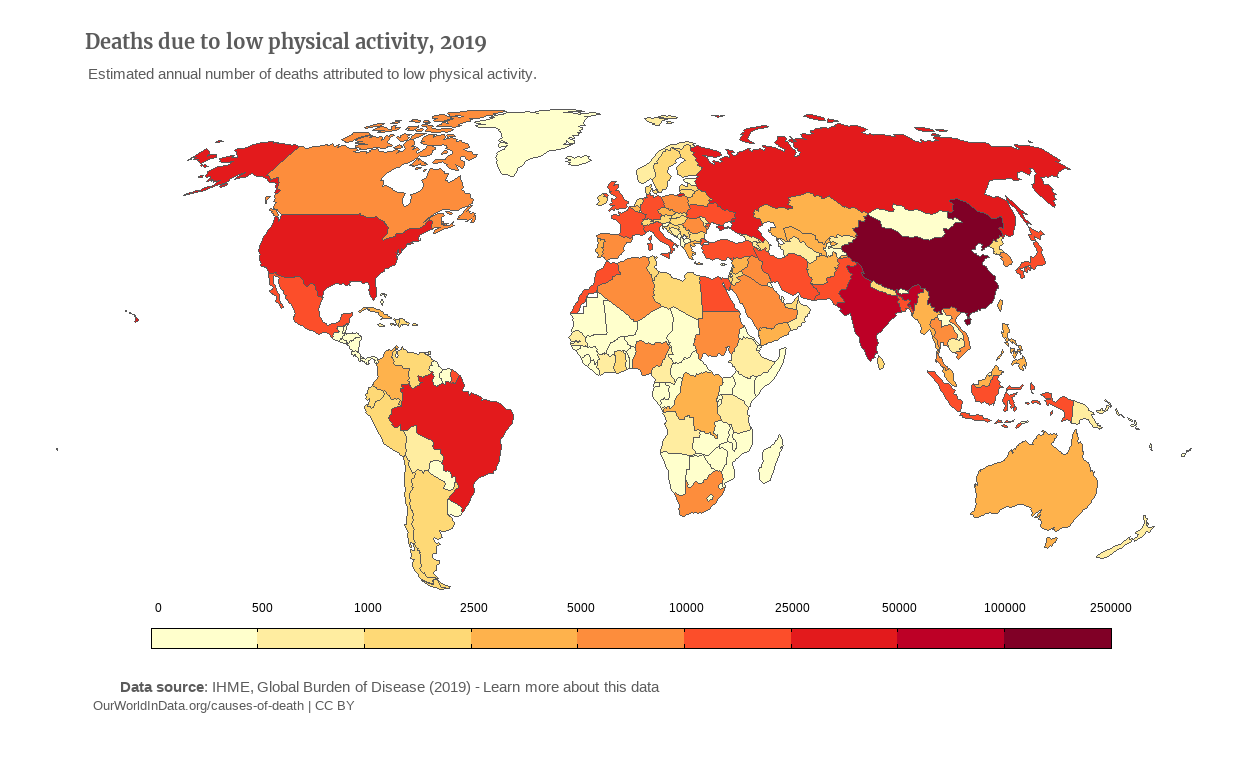 Deaths due to low physical activity, 2019
Estimated annual number of deaths attributed to low physical activity.
0 500 1000 2500 5000 10000 25000 50000 100000 250000
Data source: IHME, Global Burden of Disease (2019) - Learn more about this data
OurWorldInData.org/causes-of-death | CC BY